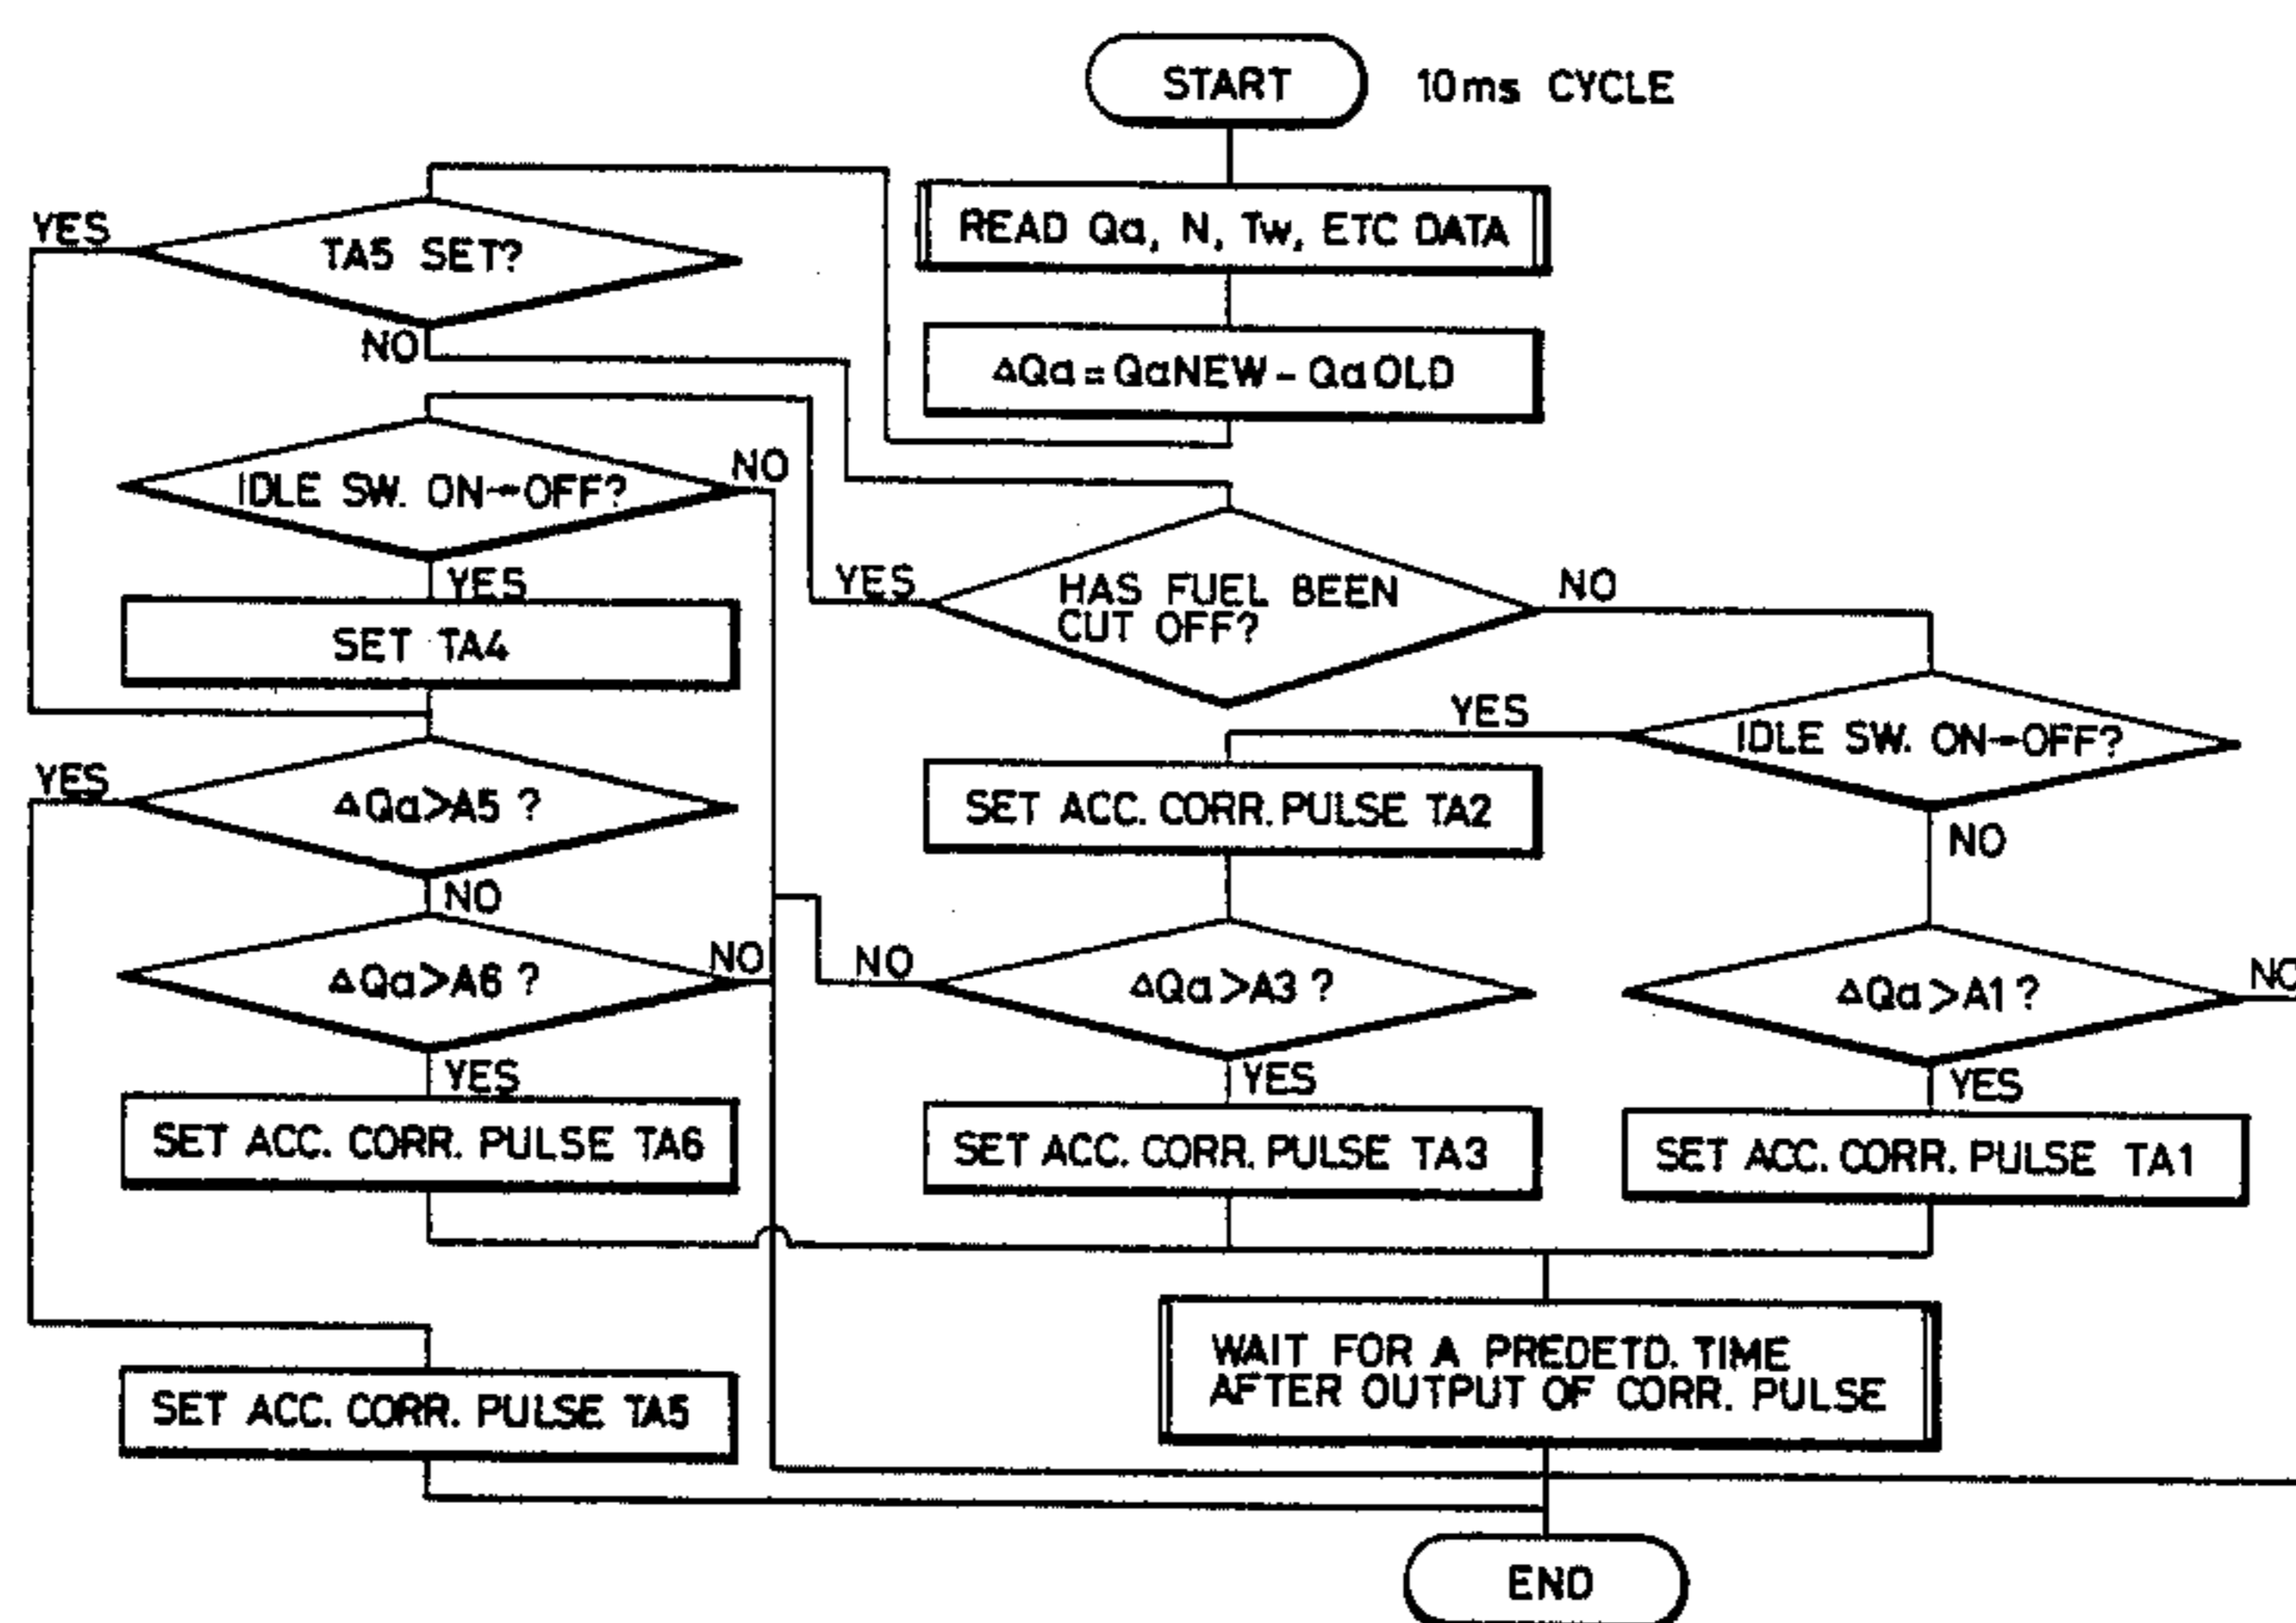 START
10ms CYCLE
READ Qa, N, Tw, ETC DATA
ΔQa = QaNEW - QaOLD
YES
TA5 SET?
NO
IDLE SW. ON→OFF?
NO
YES
SET TA4
YES
HAS FUEL BEEN
CUT OFF?
NO
YES
IDLE SW. ON→OFF?
NO
SET ACC. CORR. PULSE TA2
YES
ΔQa>A5 ?
NO
ΔQa>A6 ?
NO
YES
NO
ΔQa>A3 ?
YES
ΔQa>A1 ?
NO
YES
SET ACC. CORR. PULSE TA6
SET ACC. CORR. PULSE TA3
SET ACC. CORR. PULSE TA1
WAIT FOR A PREDETD. TIME
AFTER OUTPUT OF CORR. PULSE
SET ACC. CORR. PULSE TA5
END